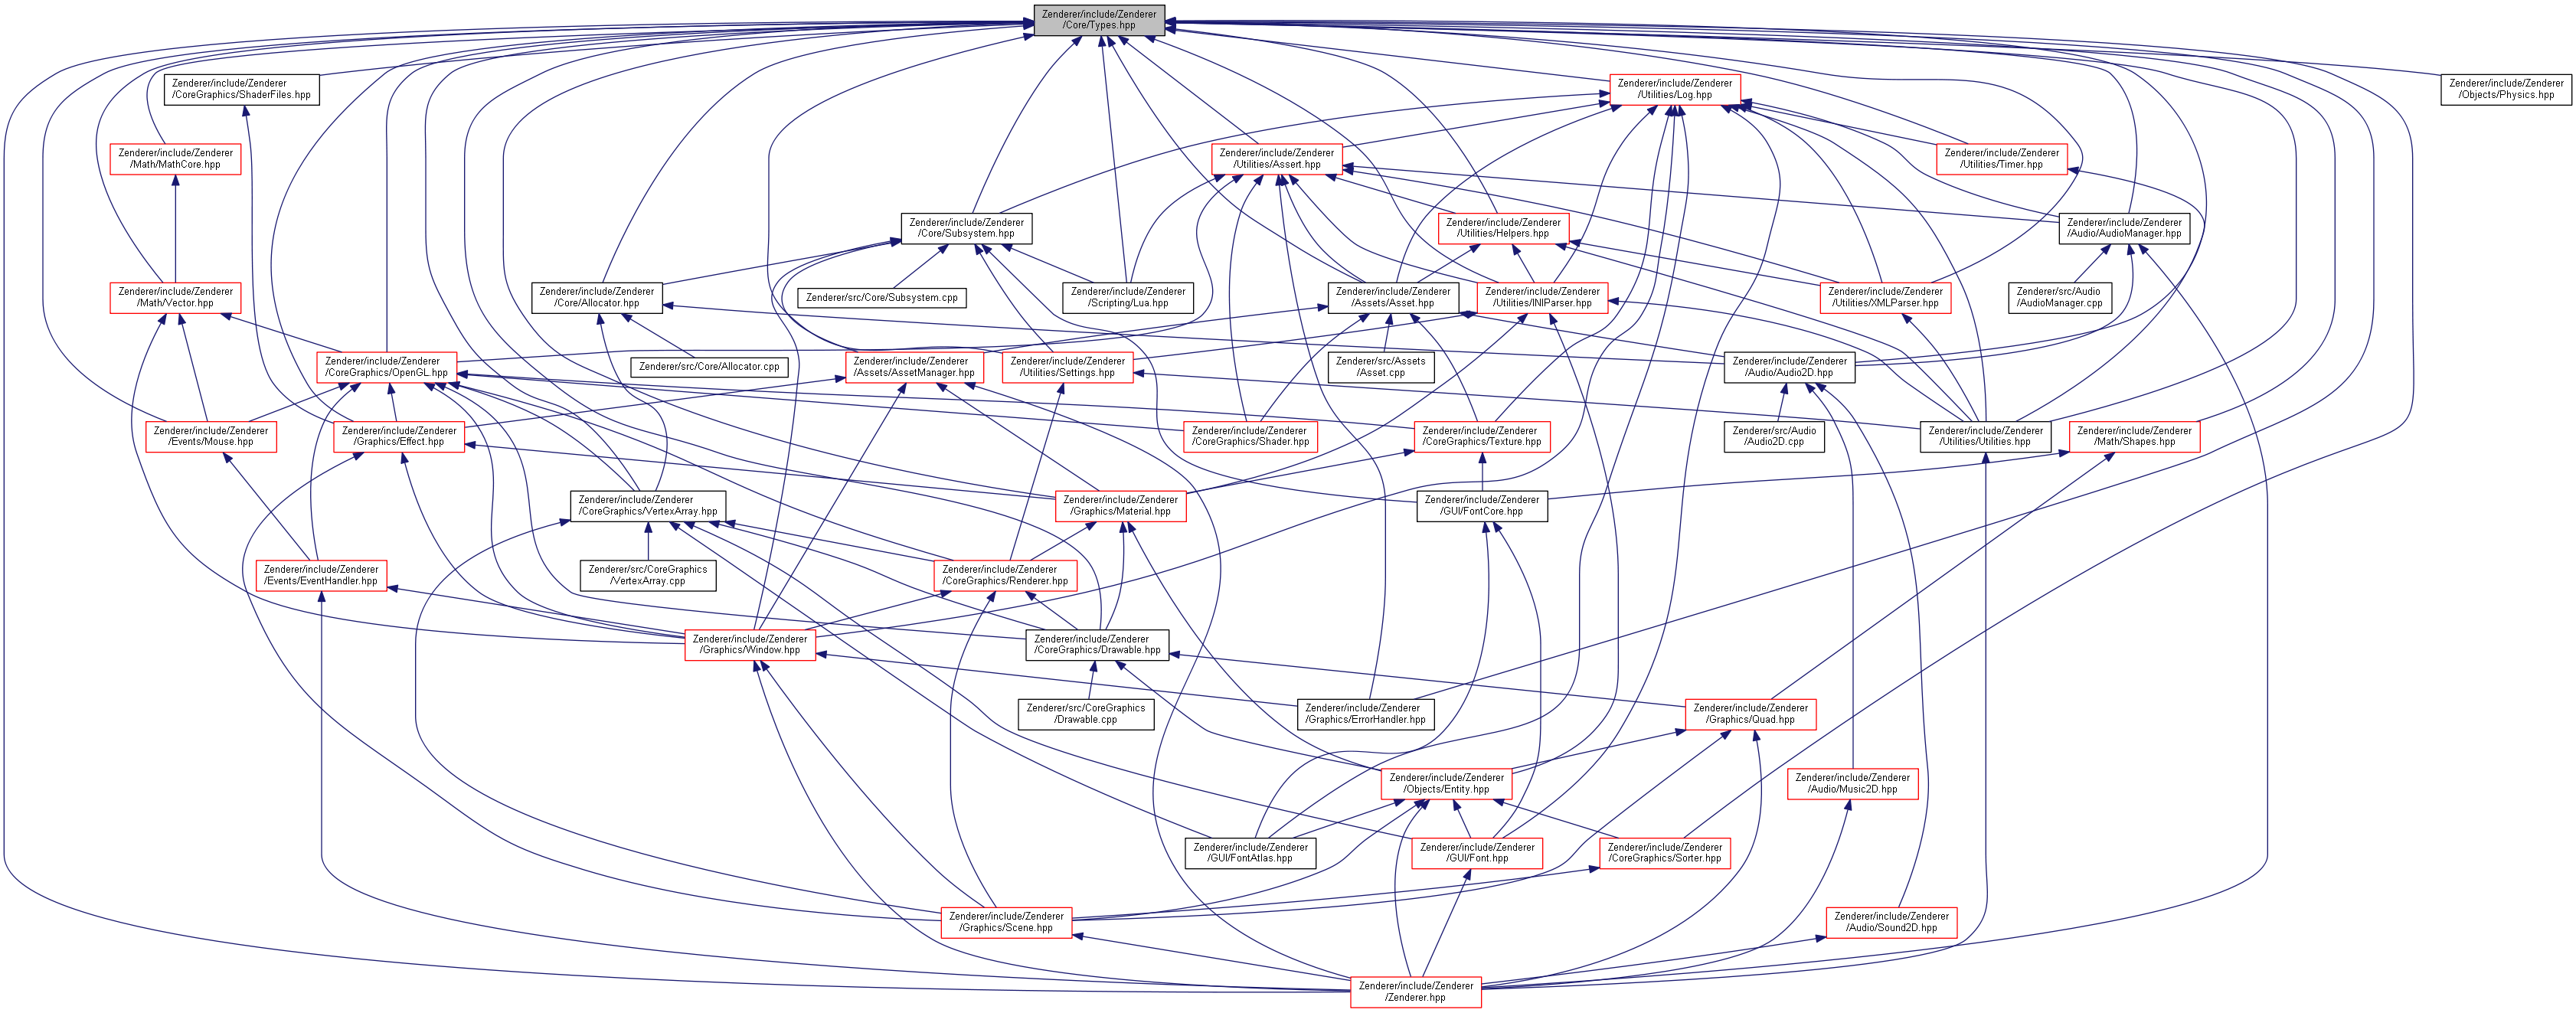 Zenderer/include/Zenderer
/Core/Types.hpp
Zenderer/include/Zenderer
/CoreGraphics/ShaderFiles.hpp
Zenderer/include/Zenderer
/Utilities/Log.hpp
Zenderer/include/Zenderer
/Objects/Physics.hpp
Zenderer/include/Zenderer
/Math/MathCore.hpp
Zenderer/include/Zenderer
/Utilities/Assert.hpp
Zenderer/include/Zenderer
/Utilities/Timer.hpp
Zenderer/include/Zenderer
/Core/Subsystem.hpp
Zenderer/include/Zenderer
/Utilities/Helpers.hpp
Zenderer/include/Zenderer
/Audio/AudioManager.hpp
Zenderer/include/Zenderer
/Math/Vector.hpp
Zenderer/include/Zenderer
/Core/Allocator.hpp
Zenderer/src/Core/Subsystem.cpp
Zenderer/include/Zenderer
/Scripting/Lua.hpp
Zenderer/include/Zenderer
/Assets/Asset.hpp
Zenderer/include/Zenderer
/Utilities/INIParser.hpp
Zenderer/include/Zenderer
/Utilities/XMLParser.hpp
Zenderer/src/Audio
/AudioManager.cpp
Zenderer/include/Zenderer
/CoreGraphics/OpenGL.hpp
Zenderer/src/Core/Allocator.cpp
Zenderer/include/Zenderer
/Assets/AssetManager.hpp
Zenderer/include/Zenderer
/Utilities/Settings.hpp
Zenderer/src/Assets
/Asset.cpp
Zenderer/include/Zenderer
/Audio/Audio2D.hpp
Zenderer/include/Zenderer
/Events/Mouse.hpp
Zenderer/include/Zenderer
/Graphics/Effect.hpp
Zenderer/include/Zenderer
/CoreGraphics/Shader.hpp
Zenderer/include/Zenderer
/CoreGraphics/Texture.hpp
Zenderer/src/Audio
/Audio2D.cpp
Zenderer/include/Zenderer
/Utilities/Utilities.hpp
Zenderer/include/Zenderer
/Math/Shapes.hpp
Zenderer/include/Zenderer
/CoreGraphics/VertexArray.hpp
Zenderer/include/Zenderer
/Graphics/Material.hpp
Zenderer/include/Zenderer
/GUI/FontCore.hpp
Zenderer/include/Zenderer
/Events/EventHandler.hpp
Zenderer/src/CoreGraphics
/VertexArray.cpp
Zenderer/include/Zenderer
/CoreGraphics/Renderer.hpp
Zenderer/include/Zenderer
/Graphics/Window.hpp
Zenderer/include/Zenderer
/CoreGraphics/Drawable.hpp
Zenderer/src/CoreGraphics
/Drawable.cpp
Zenderer/include/Zenderer
/Graphics/ErrorHandler.hpp
Zenderer/include/Zenderer
/Graphics/Quad.hpp
Zenderer/include/Zenderer
/Objects/Entity.hpp
Zenderer/include/Zenderer
/Audio/Music2D.hpp
Zenderer/include/Zenderer
/GUI/FontAtlas.hpp
Zenderer/include/Zenderer
/GUI/Font.hpp
Zenderer/include/Zenderer
/CoreGraphics/Sorter.hpp
Zenderer/include/Zenderer
/Graphics/Scene.hpp
Zenderer/include/Zenderer
/Audio/Sound2D.hpp
Zenderer/include/Zenderer
/Zenderer.hpp